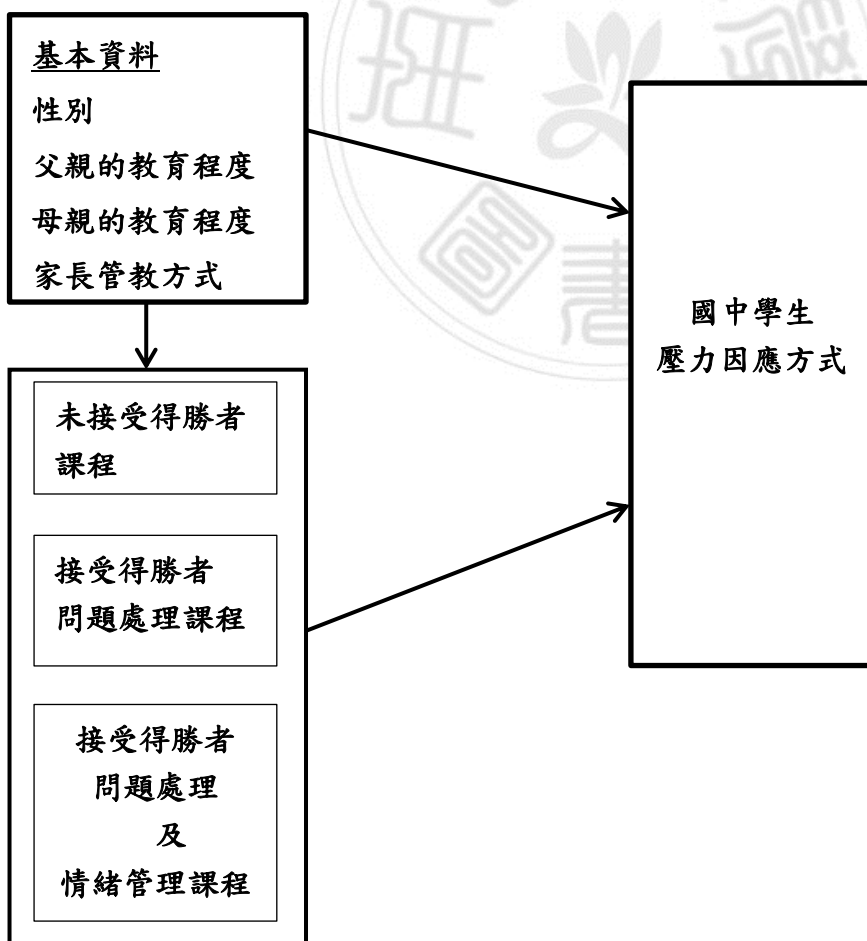 基本資料
性別
父親的教育程度
母親的教育程度
家長管教方式
未接受得勝者
課程
接受得勝者
問題處理課程
接受得勝者
問題處理
及
情緒管理課程
國中學生
壓力因應方式